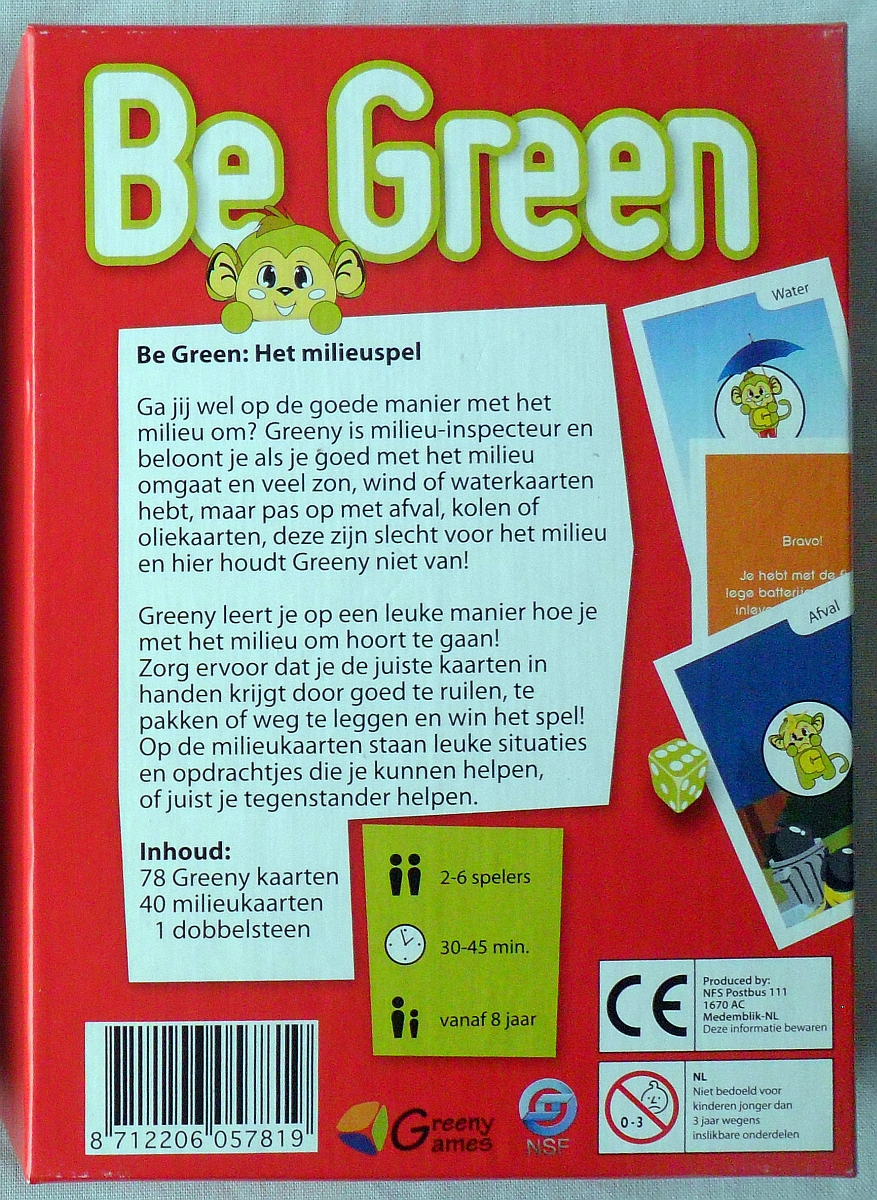 Be Green
Be Green: Het milieuspel
Ga jij wel op de goede manier met het
milieu om? Greeny is milieu-inspecteur en
beloont je als je goed met het milieu
omgaat en veel zon, wind of waterkaarten
hebt, maar pas op met afval, kolen of
oliekaarten, deze zijn slecht voor het milieu
en hier houdt Greeny niet van!
Greeny leert je op een leuke manier hoe je
met het milieu om hoort te gaan!
Zorg ervoor dat je de juiste kaarten in
handen krijgt door goed te ruilen, te
pakken of weg te leggen en win het spel!
Op de milieukaarten staan leuke situaties
en opdrachtjes die je kunnen helpen,
of juist je tegenstander helpen.
Inhoud:
78 Greeny kaarten
40 milieukaarten
1 dobbelsteen
2-6 spelers
30-45 min.
vanaf 8 jaar
Water
G
Bravo!
Je hebt met de
lege
Afval
G
CE
Produced by:
NFS Postbus 111
1670 AC
Medemblik-NL
Deze informatie bewaren
0-3
NL
Niet bedoeld voor
kinderen jonger dan
3 jaar wegens
inslikbare onderdelen
8 712206 057819
Greeny
Games
NSF